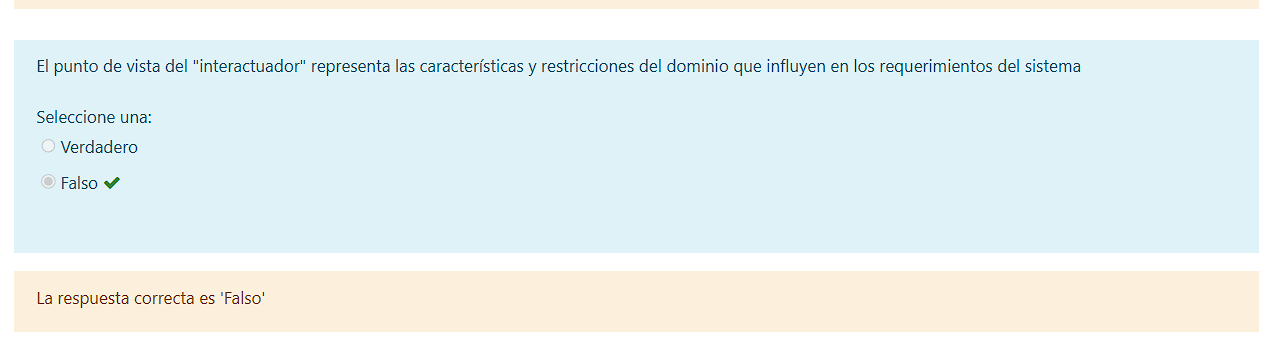 El punto de vista del "interactuador" representa las características y restricciones del dominio que influyen en los requerimientos del sistema
Seleccione una:
Verdadero
Falso
La respuesta correcta es 'Falso'